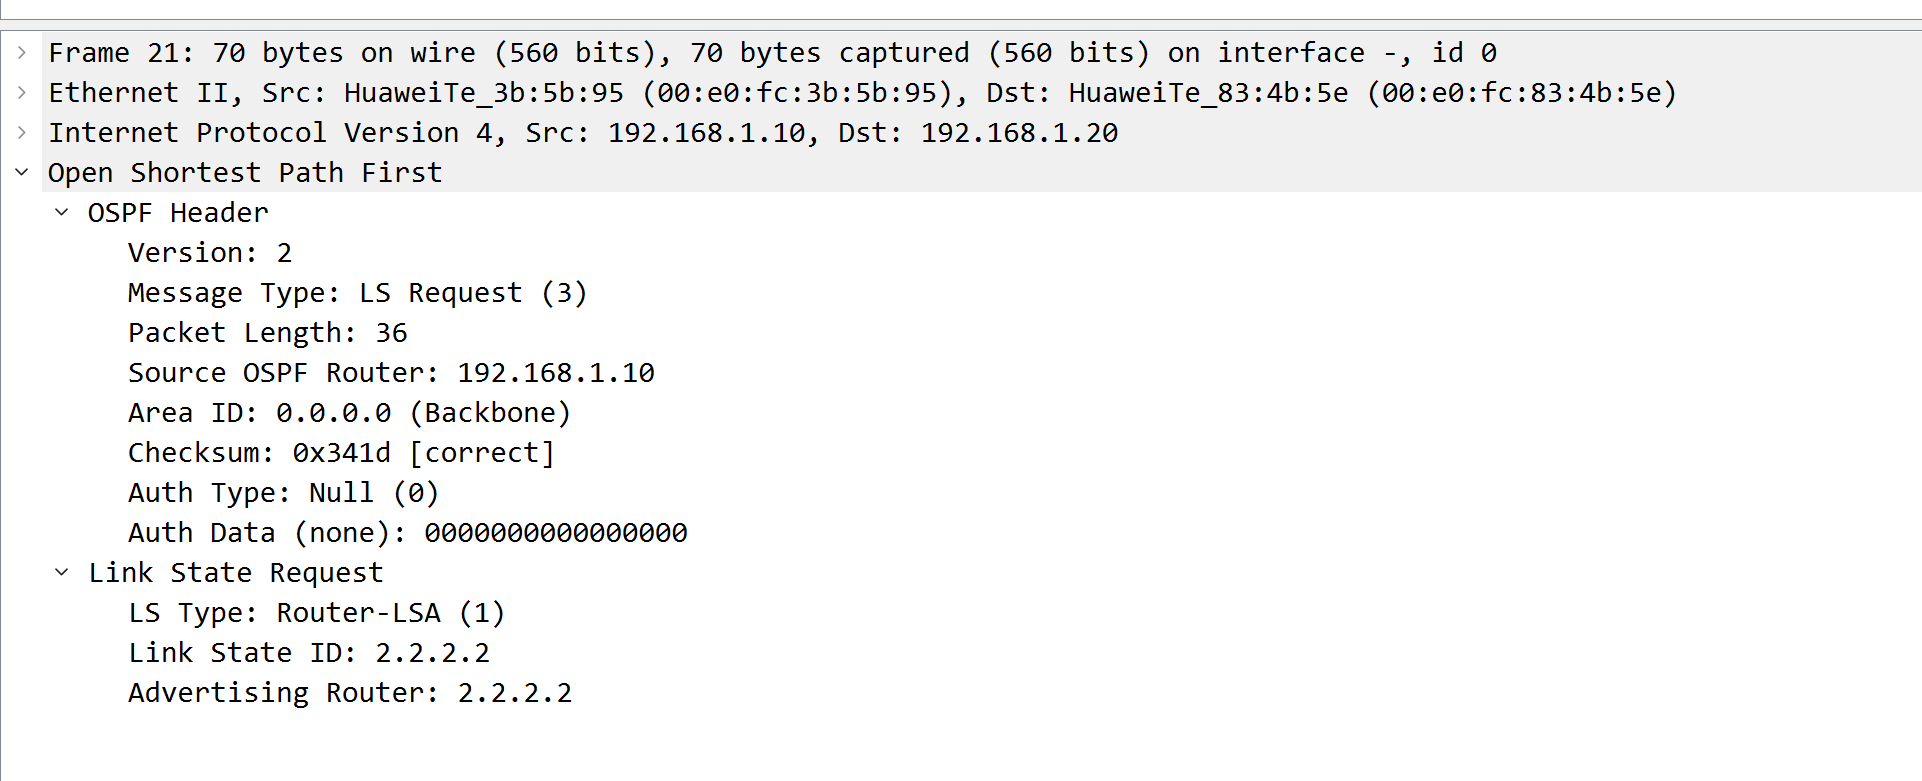 Frame 21: 70 bytes on wire (560 bits), 70 bytes captured (560 bits) on interface -, id 0
Ethernet II, Src: HuaweiTe_3b:5b:95 (00:e0:fc:3b:5b:95), Dst: HuaweiTe_83:4b:5e (00:e0:fc:83:4b:5e)
Internet Protocol Version 4, Src: 192.168.1.10, Dst: 192.168.1.20
Open Shortest Path First
OSPF Header
Version: 2
Message Type: LS Request (3)
Packet Length: 36
Source OSPF Router: 192.168.1.10
Area ID: 0.0.0.0 (Backbone)
Checksum: 0x341d [correct]
Auth Type: Null (0)
Auth Data (none): 0000000000000000
Link State Request
LS Type: Router-LSA (1)
Link State ID: 2.2.2.2
Advertising Router: 2.2.2.2